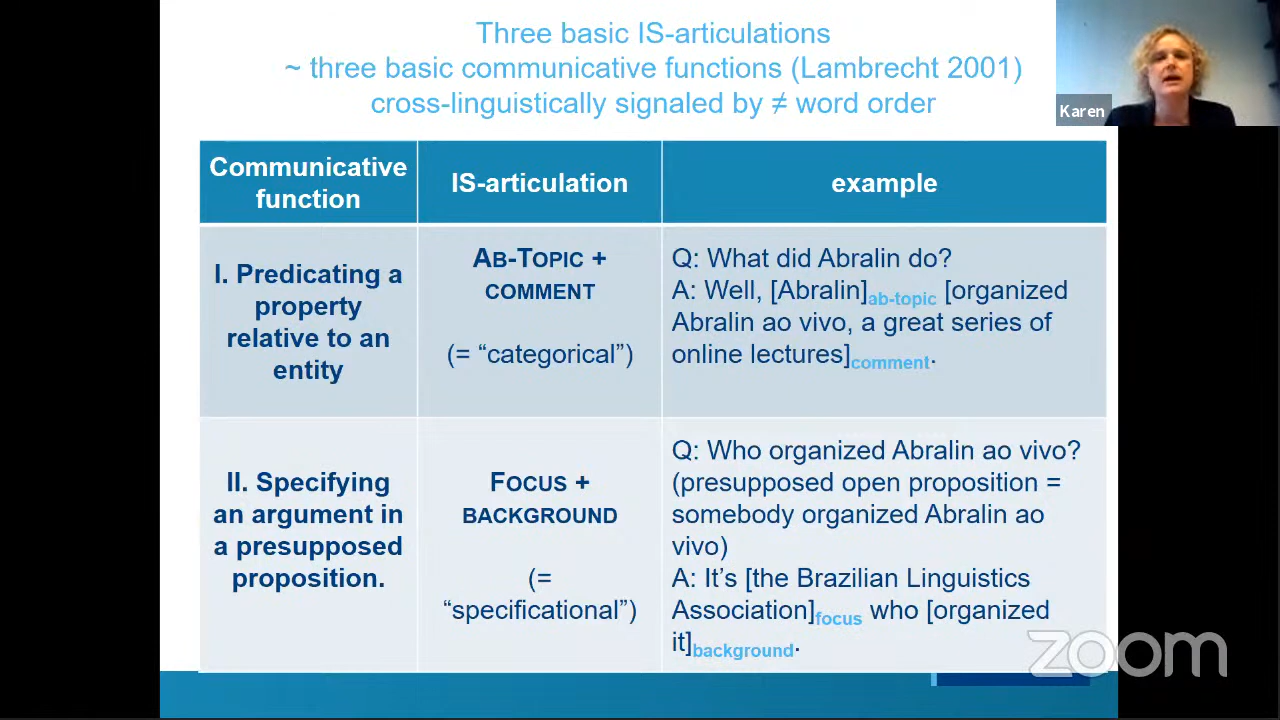 Three basic IS-articulations
~ three basic communicative functions (Lambrecht 2001)
cross-linguistically signaled by ≠ word order
Karen
Communicative
function
IS-articulation
example
I. Predicating a
property
relative to an
entity
AB-TOPIC +
COMMENT
(= “categorical”)
Q: What did Abralin do?
A: Well, [Abralin]ab-topic [organized
Abralin ao vivo, a great series of
online lectures]comment.
II. Specifying
an argument in
a presupposed
proposition.
FOCUS +
BACKGROUND
(=
“specificational”)
Q: Who organized Abralin ao vivo?
(presupposed open proposition =
somebody organized Abralin ao
vivo)
A: It’s [the Brazilian Linguistics
Association]focus who [organized
it]background.
zoom